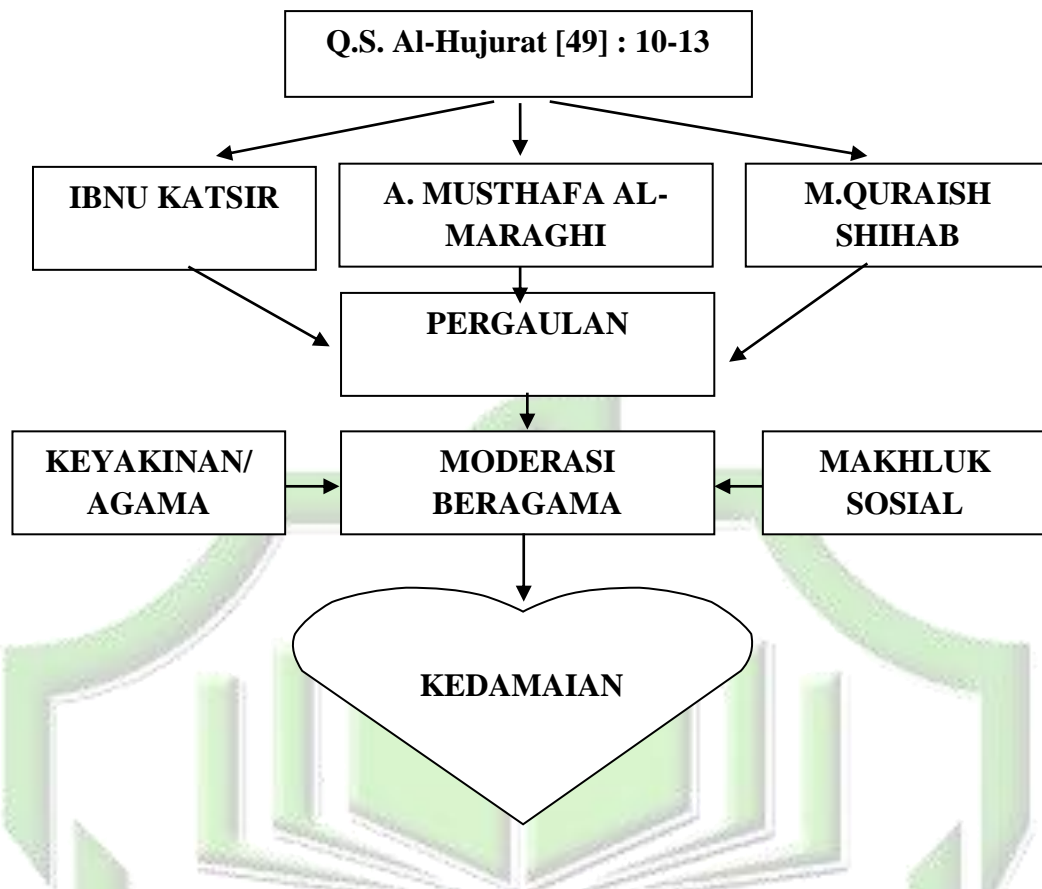 Q.S. Al-Hujurat [49] : 10-13
IBNU KATSIR
A. MUSTHAFA AL-
MARAGHI
M.QURAISH
SHIHAB
PERGAULAN
KEYAKINAN/
AGAMA
MODERASI
BERAGAMA
MAKHLUK
SOSIAL
KEDAMAIAN